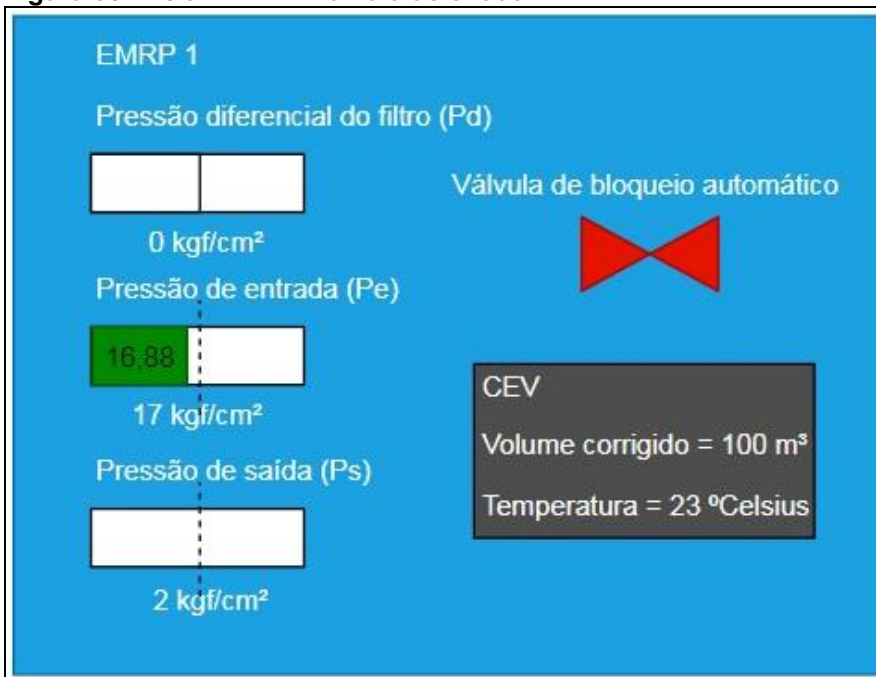 EMRP 1
Pressão diferencial do filtro (Pd)
0 kgf/cm²
Válvula de bloqueio automático
Pressão de entrada (Pe)
16,88
17 kgf/cm²
Pressão de saída (Ps)
2 kgf/cm²
CEV
Volume corrigido = 100 m³
Temperatura = 23 ºCelsius